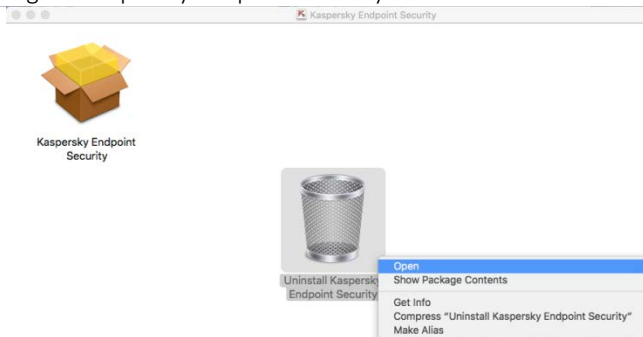 Kaspersky Endpoint Security
Kaspersky Endpoint
Security
Uninstall Kaspersky
Endpoint Security
Open
Show Package Contents
Get Info
Compress "Uninstall Kaspersky Endpoint Security"
Make Alias